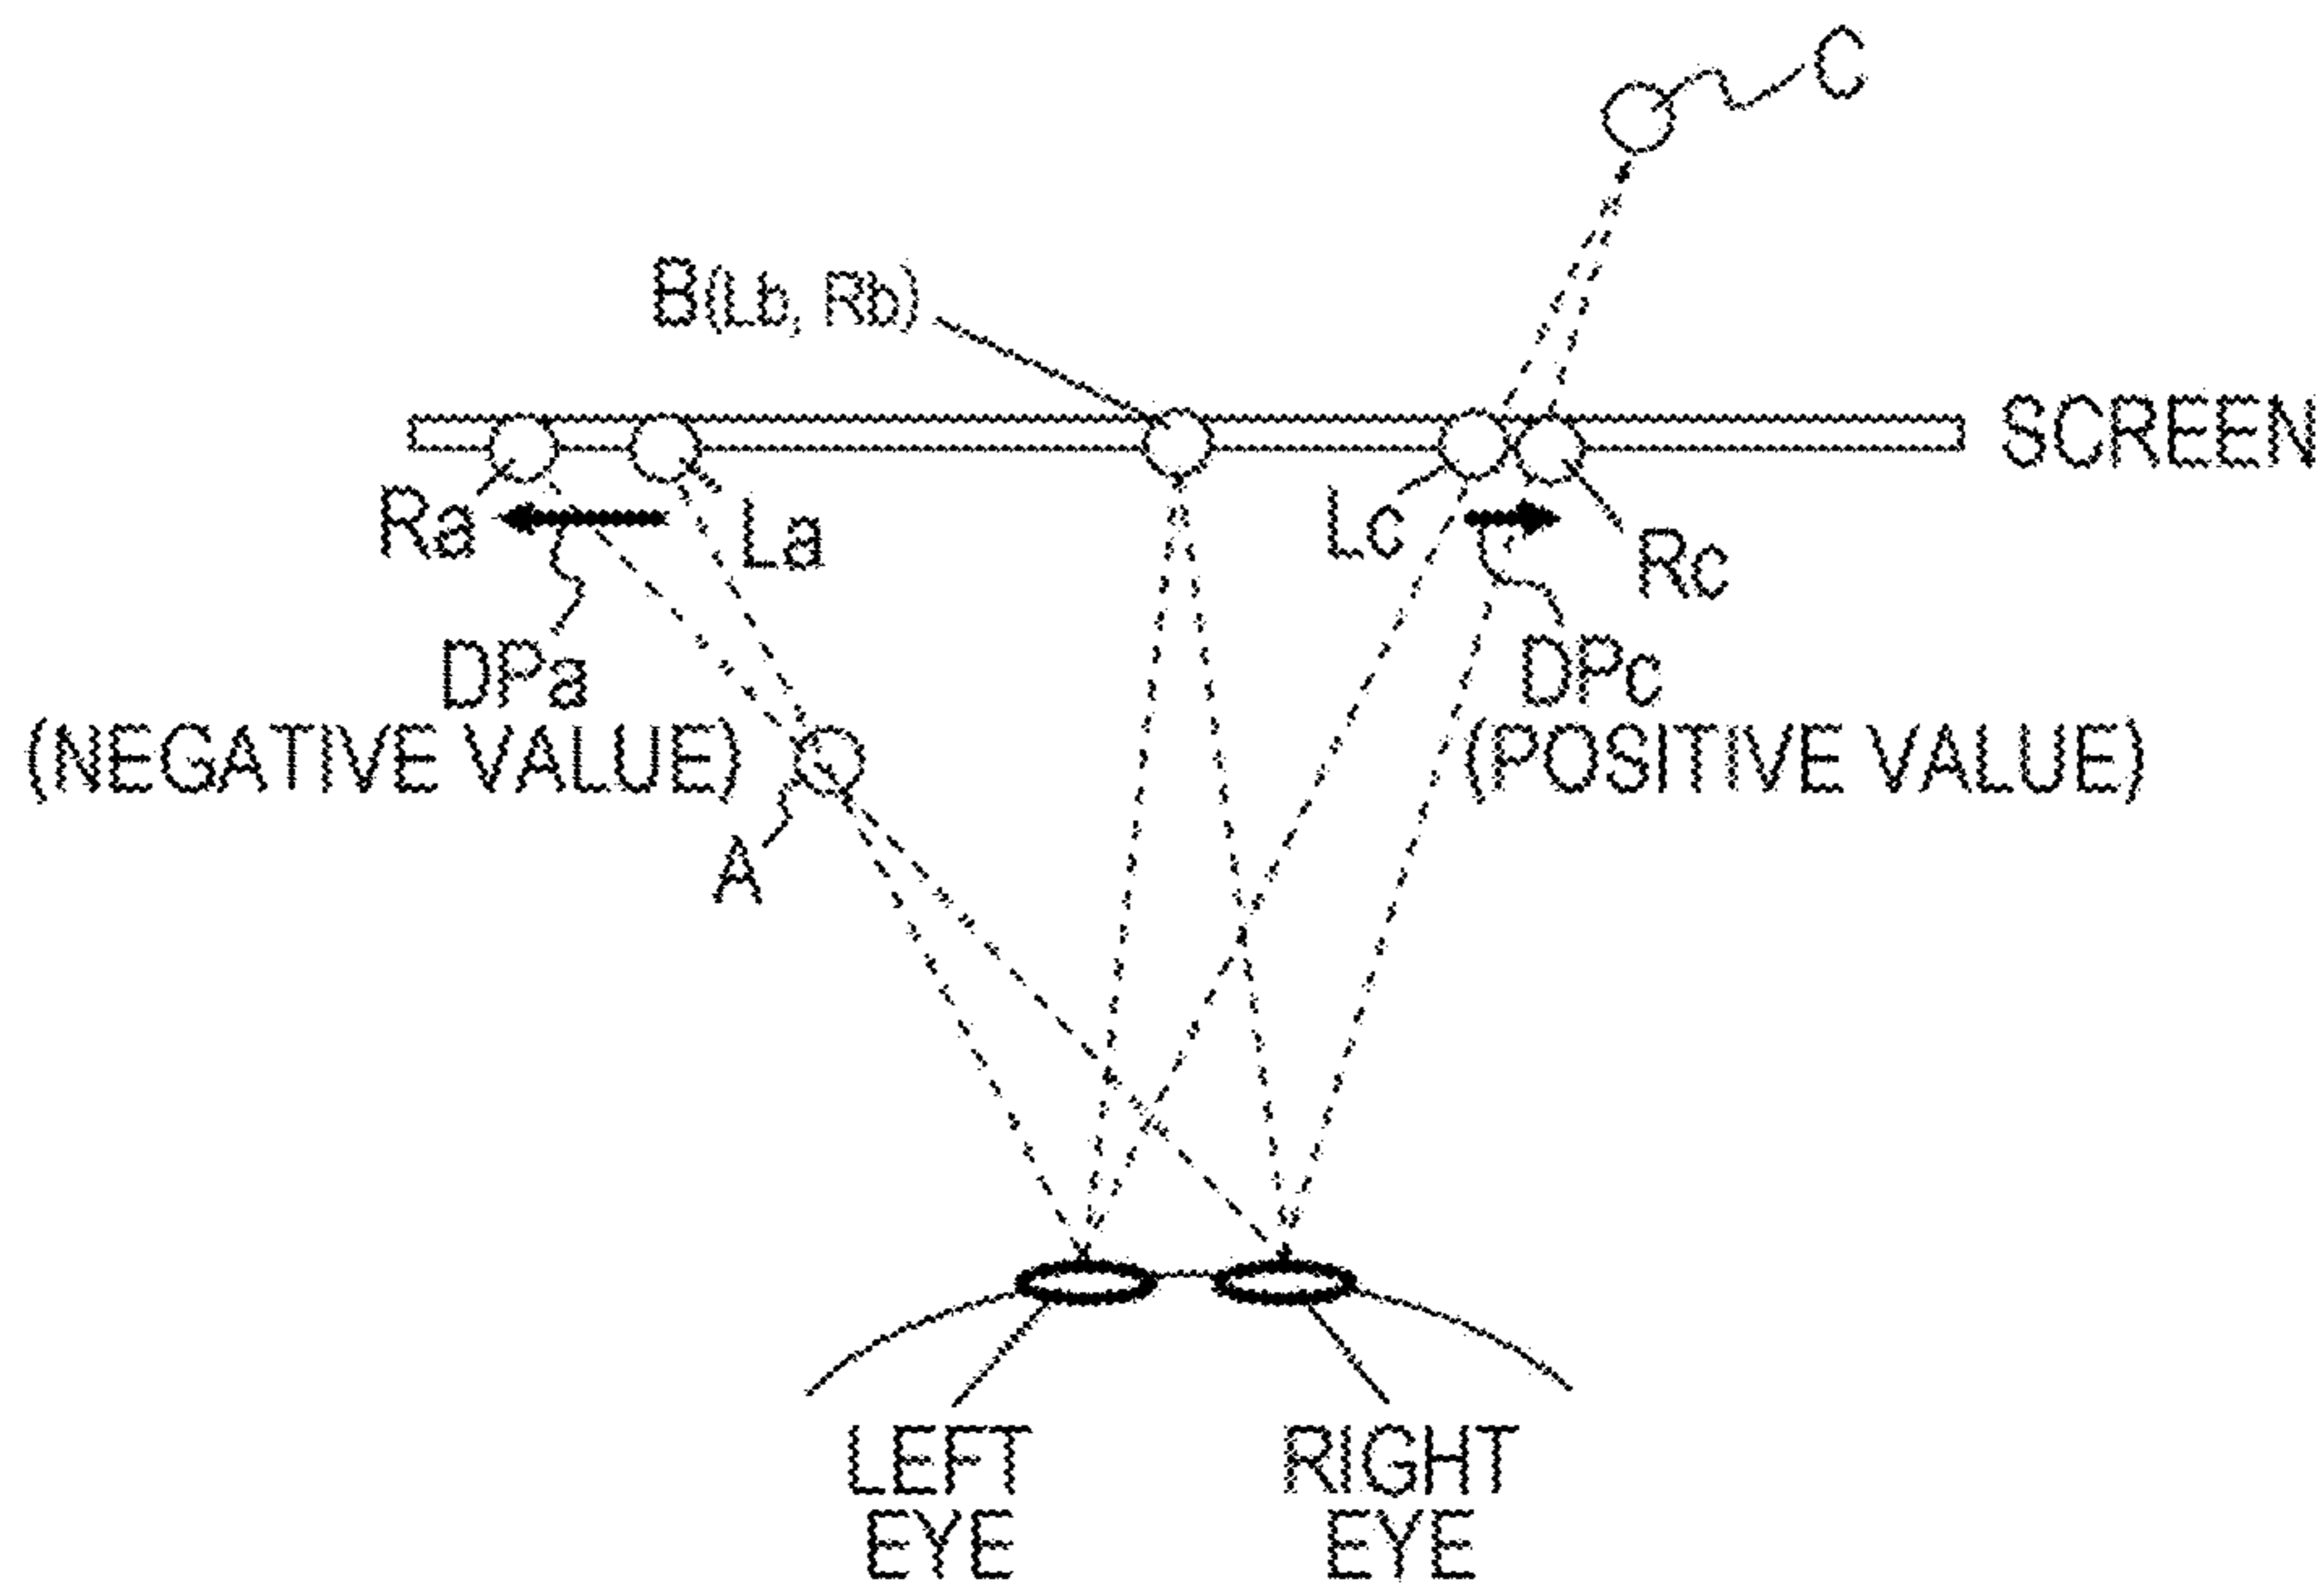 C
B(Lb, Rb)
SCREEN
Ra
La
Lc
Rc
DPa
(NEGATIVE VALUE)
DPc
(POSITIVE VALUE)
A
LEFT
EYE
RIGHT
EYE